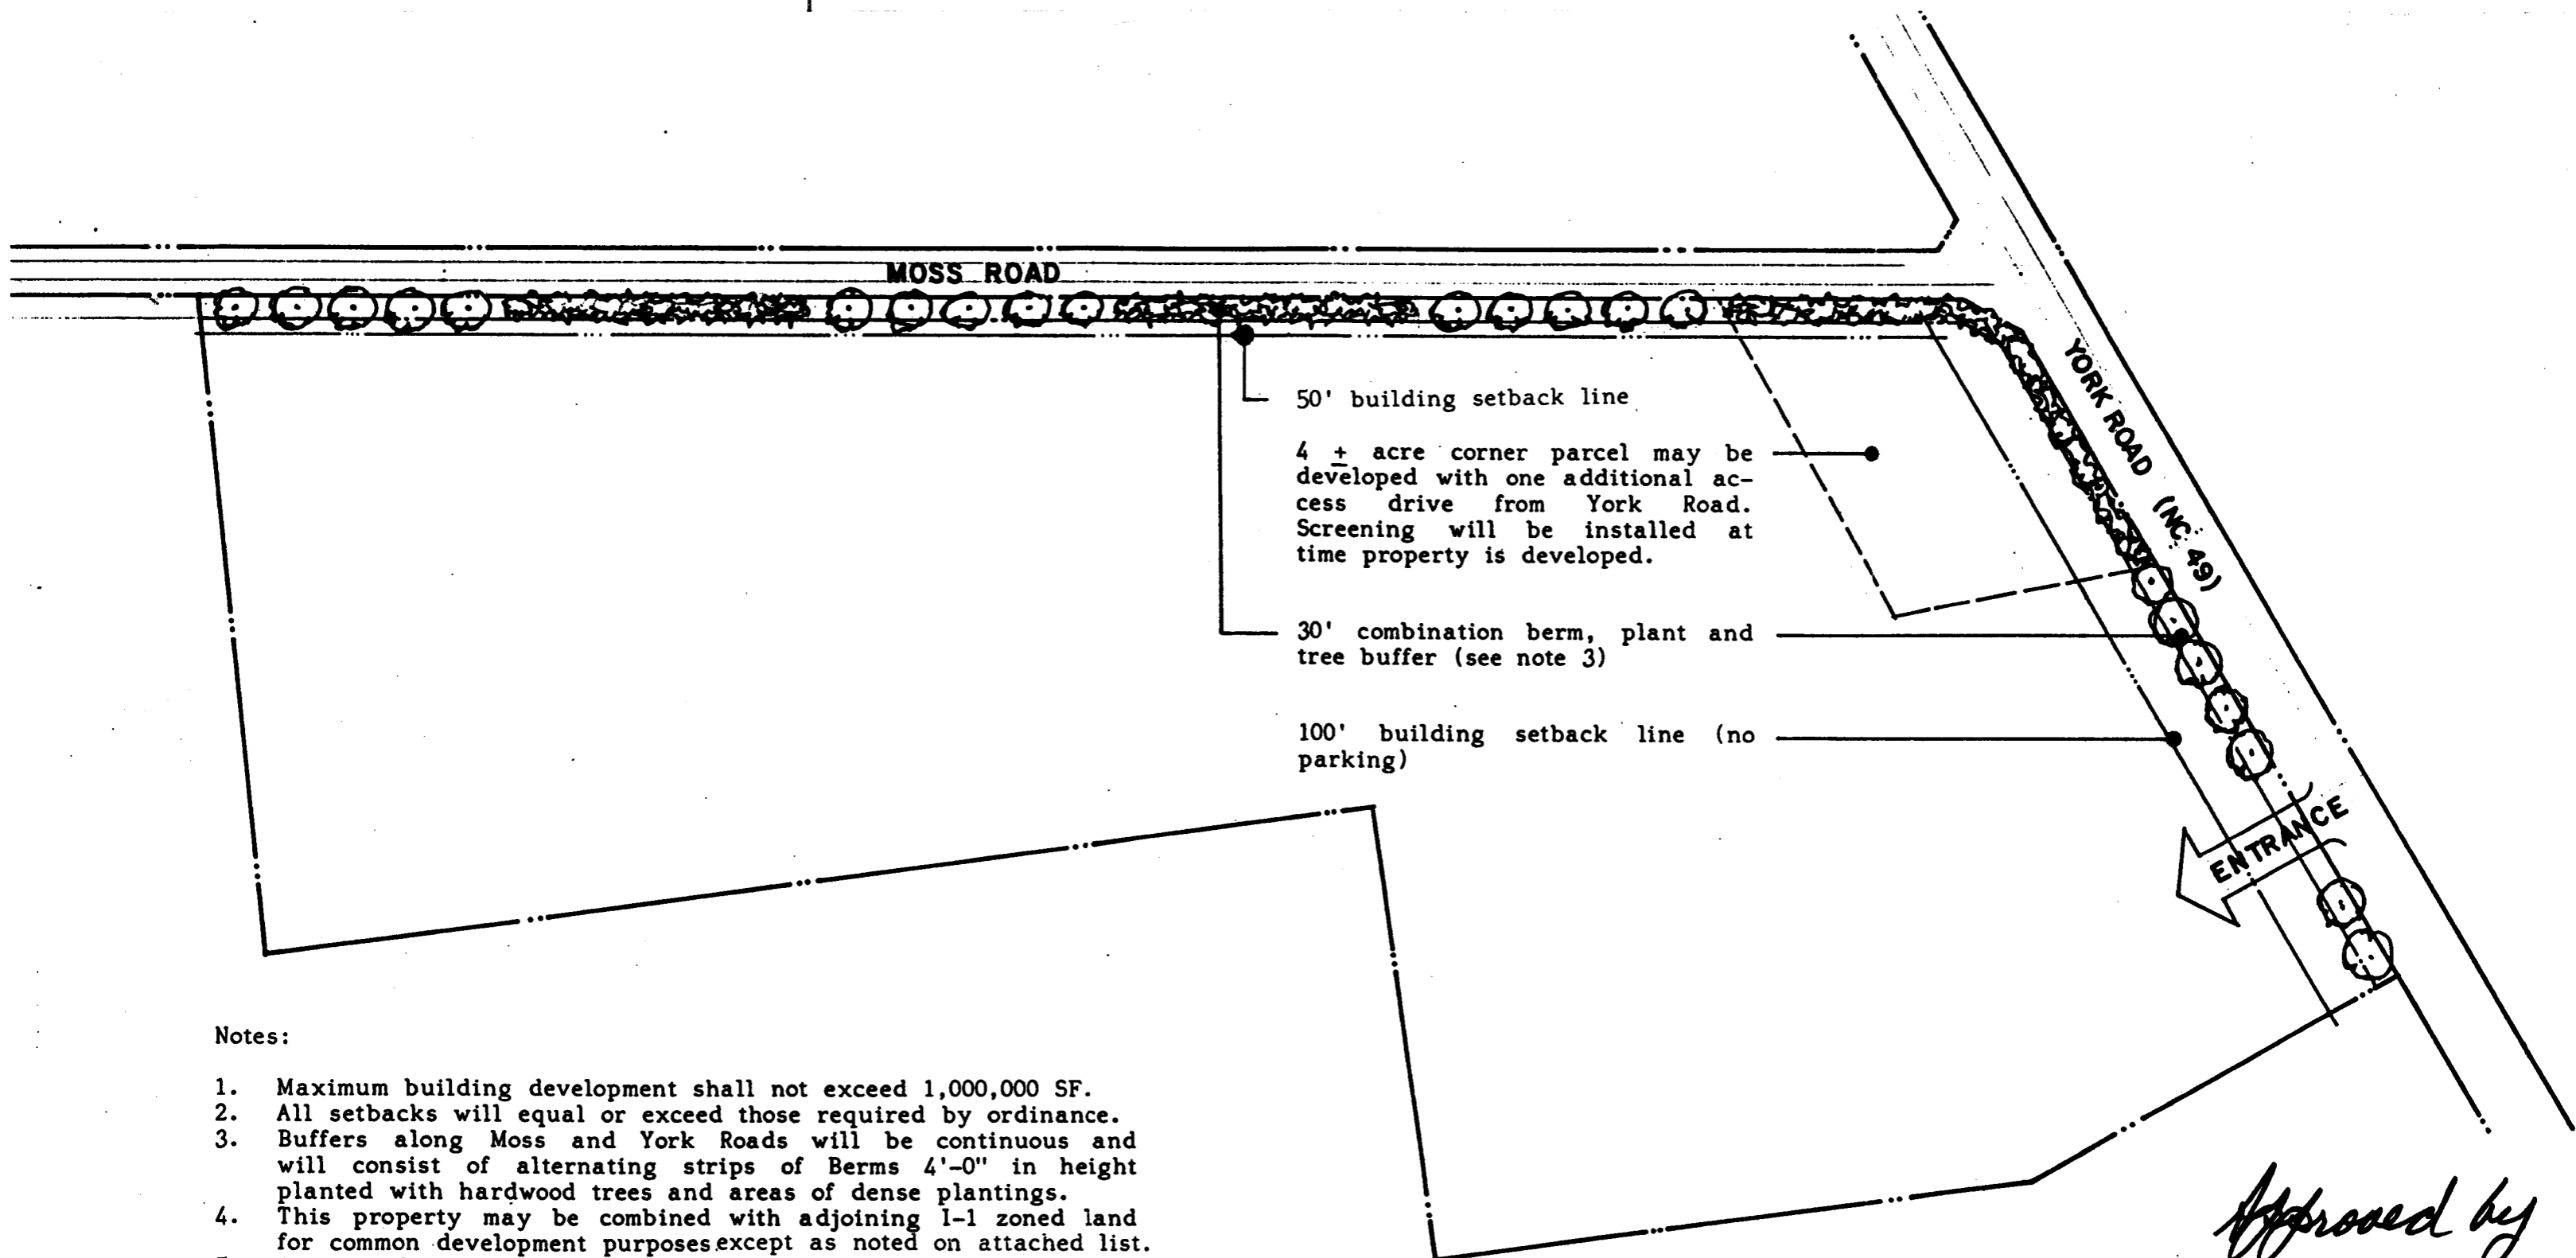 MOSS ROAD
YORK ROAD (NC 49)
50' building setback line
4 ± acre corner parcel may be
developed with one additional ac-
cess drive from York Road.
Screening will be installed at
time property is developed.
30' combination berm, plant and
tree buffer (see note 3)
100' building setback line (no
parking)
ENTRANCE
Notes:
1. Maximum building development shall not exceed 1,000,000 SF.
2. All setbacks will equal or exceed those required by ordinance.
3. Buffers along Moss and York Roads will be continuous and
will consist of alternating strips of Berms 4'-0" in height
planted with hardwood trees and areas of dense plantings.
4. This property may be combined with adjoining I-1 zoned land
for common development purposes except as noted on attached list.
Approved by